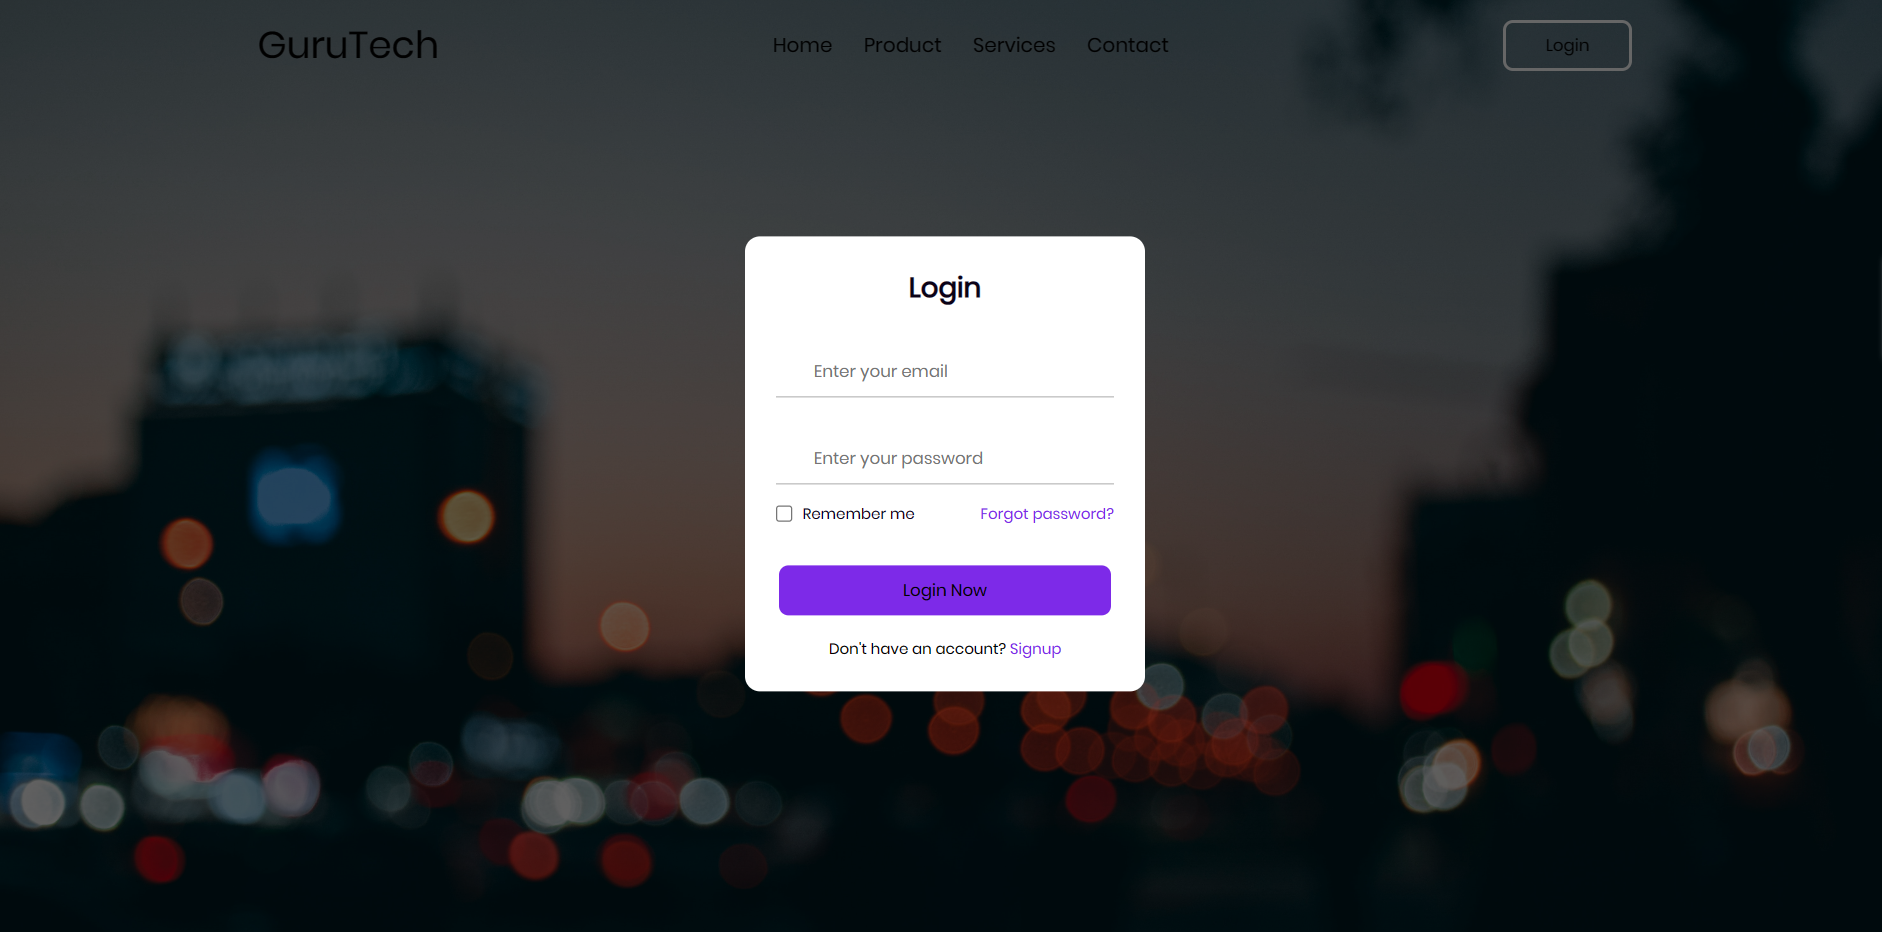 GuruTech Home Product Services Contact Login
Login
Enter your email
Enter your password
Remember me Forgot password?
Login Now
Don't have an account? Signup